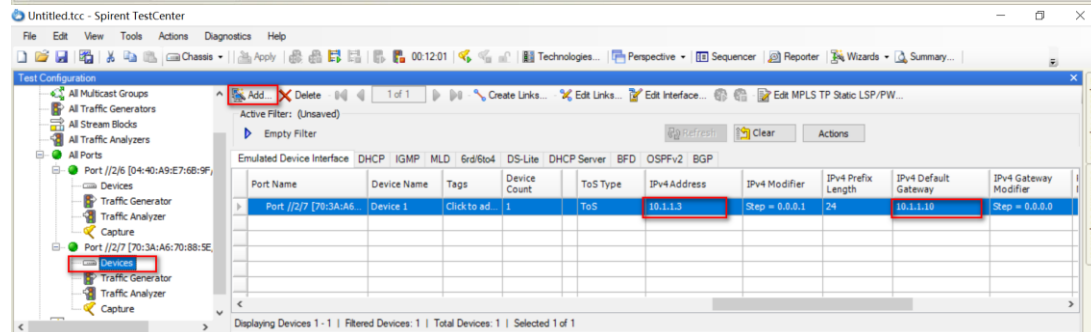 Untitled.tcc - Spirent TestCenter
File Edit View Tools Actions Diagnostics Help
Chassis Apply 00:12:01 Technologies... Perspective Sequencer Reporter Wizards Summary...
Test Configuration
All Multicast Groups
All Traffic Generators
All Stream Blocks
All Traffic Analyzers
All Ports
Port //2/6 [04:40:A9:E7:6B:9F,
Devices
Traffic Generator
Traffic Analyzer
Capture
Port //2/7 [70:3A:A6:70:88:5E,
Devices
Traffic Generator
Traffic Analyzer
Capture
Add... Delete 1 of 1 Create Links... Edit Links... Edit Interface... Edit MPLS TP Static LSP/PW...
Active Filter: (Unsaved)
Empty Filter Refresh Clear Actions
Emulated Device Interface DHCP IGMP MLD 6rd/6to4 DS-Lite DHCP Server BFD OSPFv2 BGP
Port Name Device Name Tags Device Count ToS Type IPv4 Address IPv4 Modifier IPv4 Prefix Length IPv4 Default Gateway IPv4 Gateway Modifier
Port //2/7 [70:3A:A6... Device 1 Click to ad... 1 ToS 10.1.1.3 Step = 0.0.0.1 24 10.1.1.10 Step = 0.0.0.0
Displaying Devices 1 - 1 | Filtered Devices: 1 | Total Devices: 1 | Selected 1 of 1